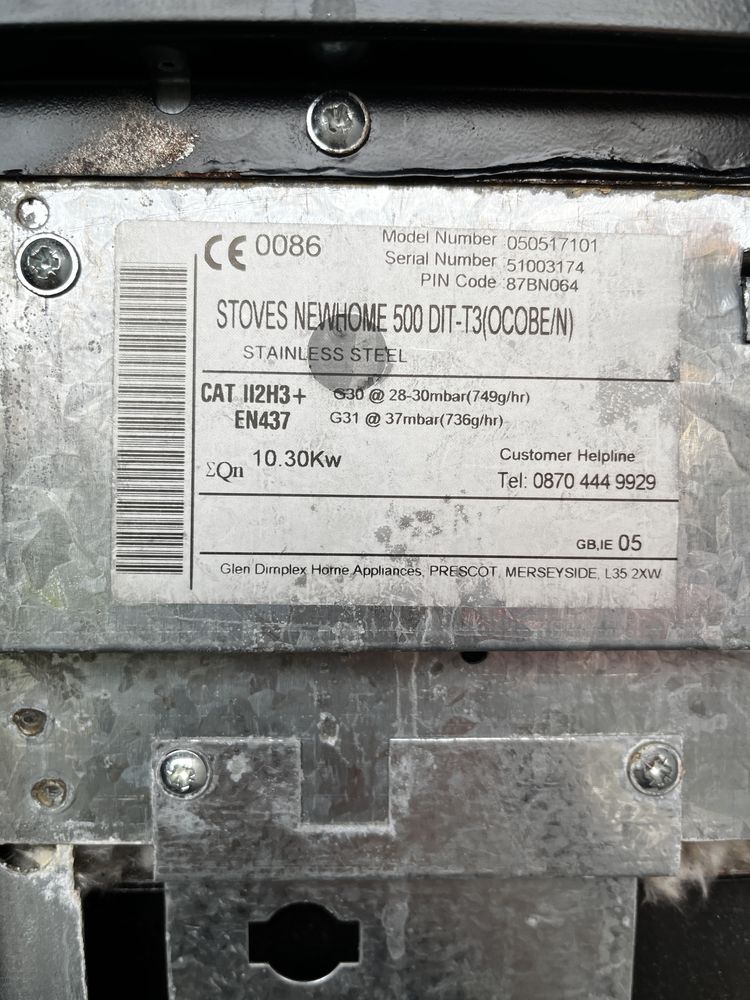 CE 0086
Model Number 050517101
Serial Number 51003174
PIN Code 87BN064
STOVES NEWHOME 500 DIT-T3(OCOBE/N)
STAINLESS STEEL
CAT II2H3+ G30 @ 28-30mbar(749g/hr)
EN437 G31 @ 37mbar(736g/hr)
ΣQn 10.30Kw
Customer Helpline
Tel: 0870 444 9929
GB,IE 05
Glen Dimplex Home Appliances, PRESCOT, MERSEYSIDE, L35 2XW